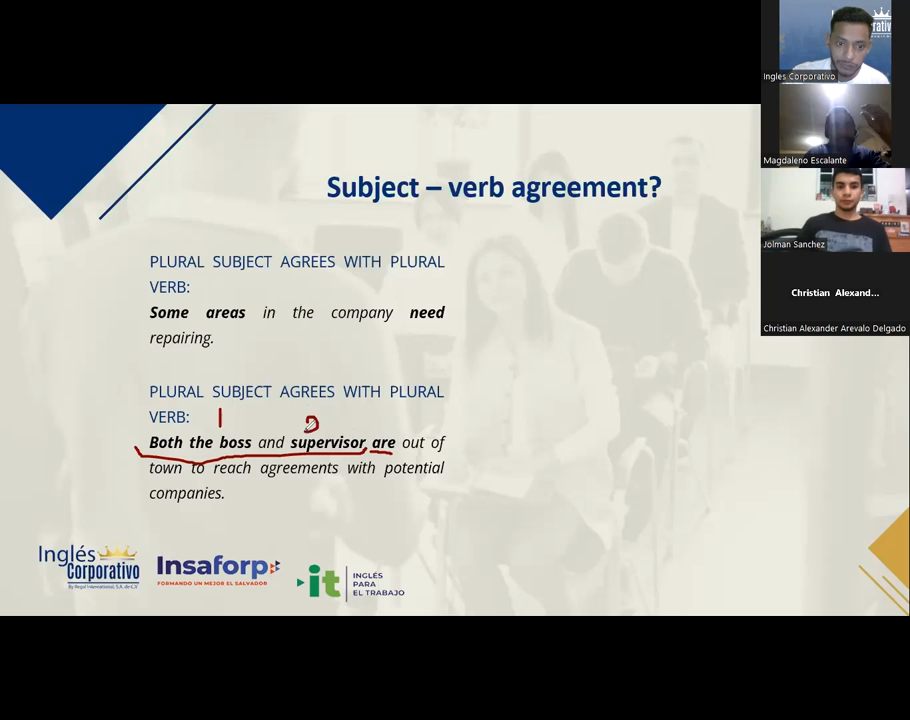 rativ
Ingles Corporativo
Magdaleno Escalante
Jolman Sanchez
Christian Alexand...
Christian Alexander Arevalo Delgado
Subject – verb agreement?
PLURAL SUBJECT AGREES WITH PLURAL
VERB:
Some areas in the company need
repairing.
PLURAL SUBJECT AGREES WITH PLURAL
VERB:
1 2
Both the boss and supervisor are out of
town to reach agreements with potential
companies.
Inglés
Corporativo
Insaforp
FORMANDO UN MEJOR EL SALVADOR
it
INGLÉS
PARA
EL TRABAJO